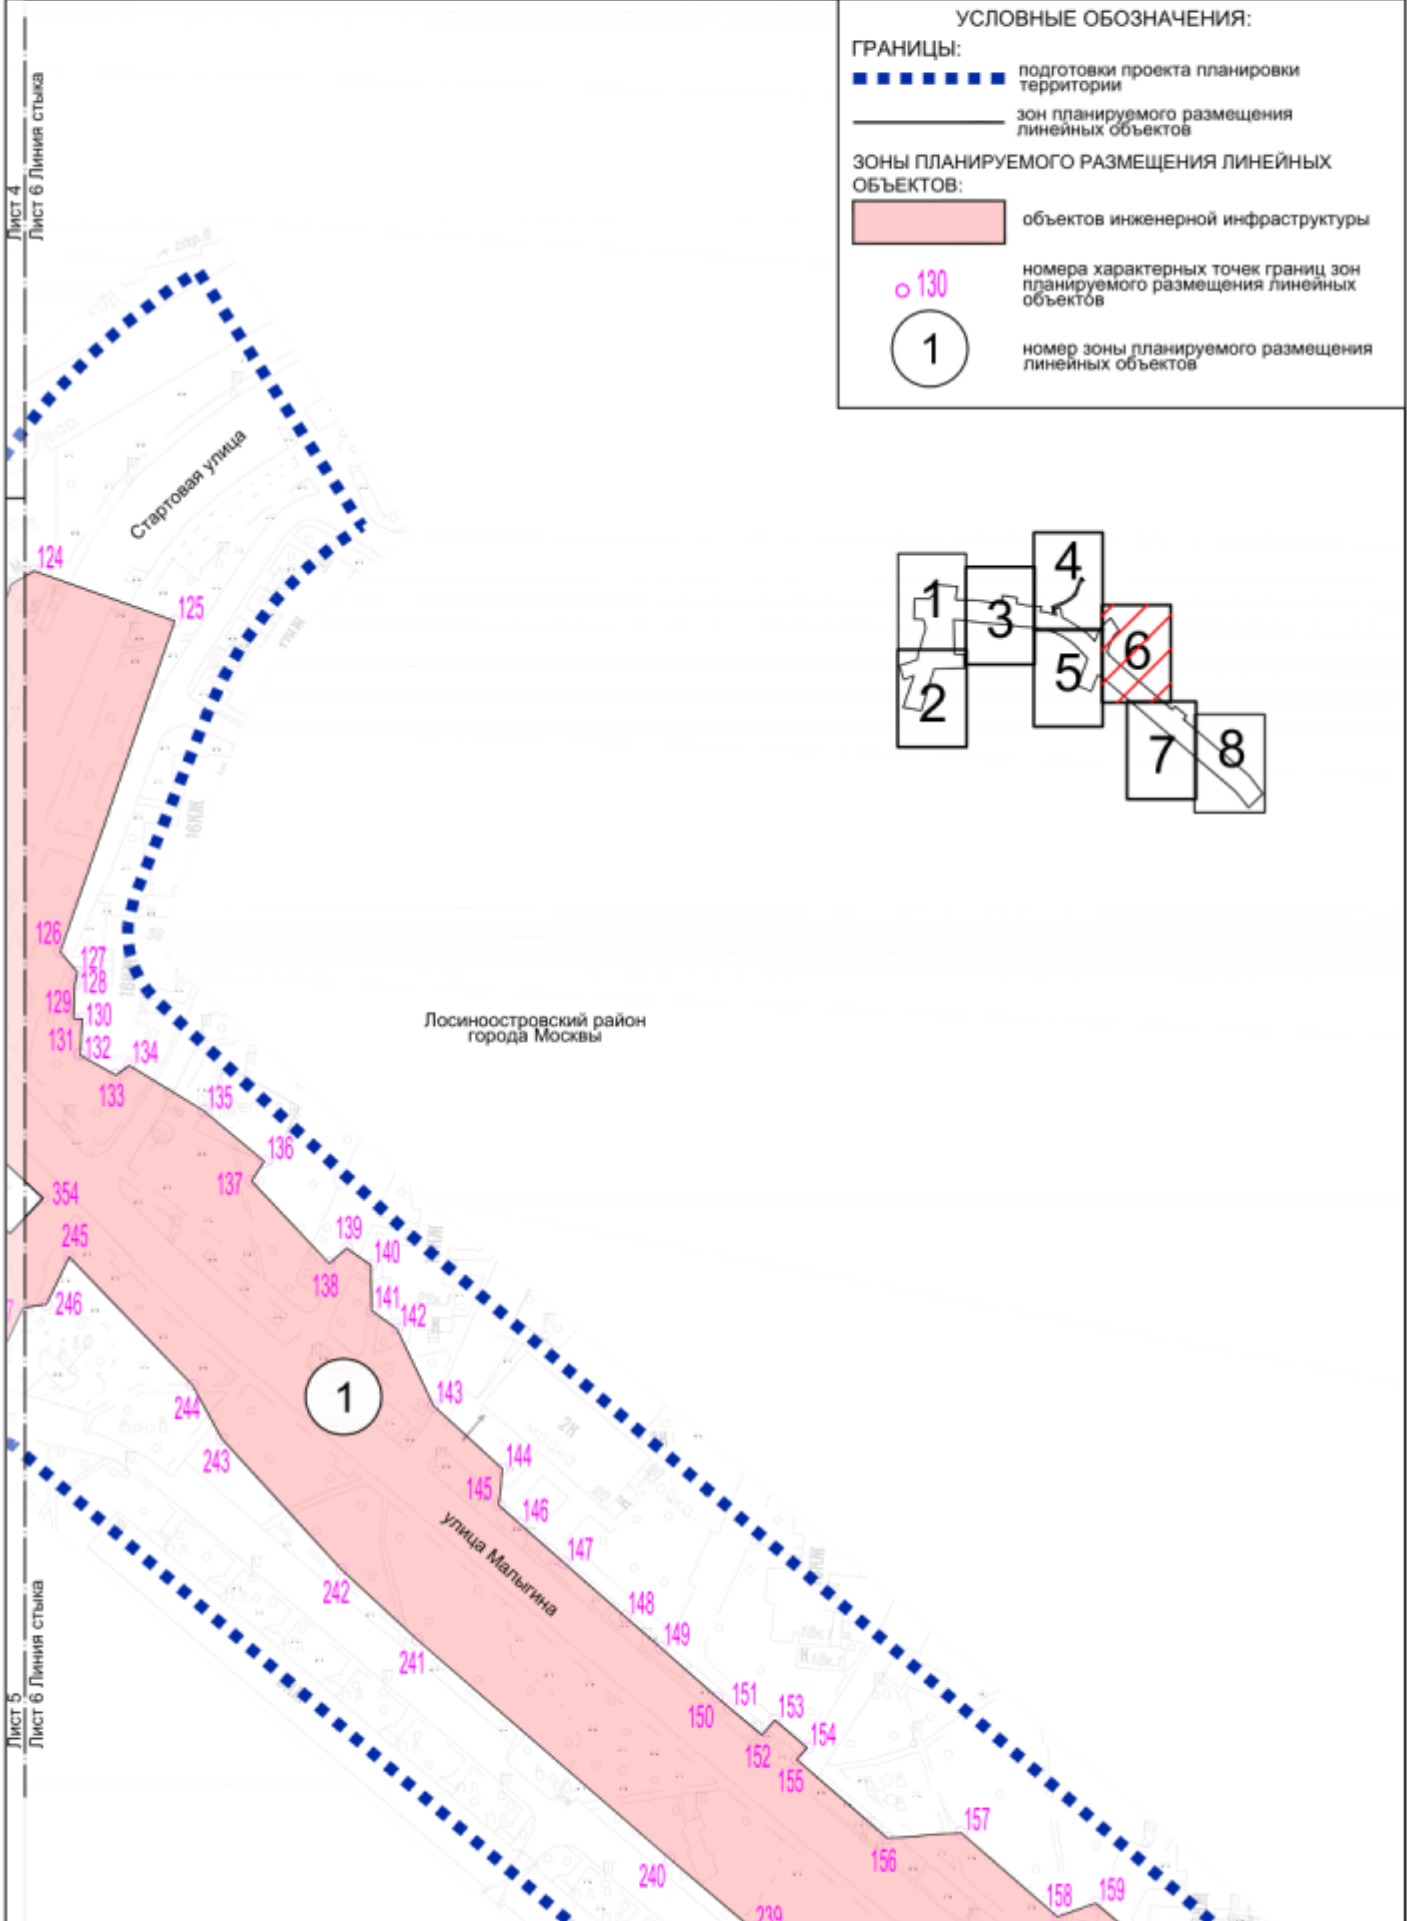 УСЛОВНЫЕ ОБОЗНАЧЕНИЯ:
ГРАНИЦЫ:
подготовки проекта планировки
территории
зон планируемого размещения
линейных объектов
ЗОНЫ ПЛАНИРУЕМОГО РАЗМЕЩЕНИЯ ЛИНЕЙНЫХ
ОБЪЕКТОВ:
объектов инженерной инфраструктуры
130
номера характерных точек границ зон
планируемого размещения линейных
объектов
1
номер зоны планируемого размещения
линейных объектов
Лист 4
Лист 6 Линия стыка
Стартовая улица
124
125
1
2
3
4
5
6
7
8
126
127
128
129
130
131
132
133
134
135
136
137
Лосиноостровский район
города Москвы
354
245
246
138
139
140
141
142
143
1
244
243
144
145
146
147
улица Малыгина
148
149
242
241
150
151
152
153
154
155
156
157
158
159
240
239
Лист 5
Лист 6 Линия стыка